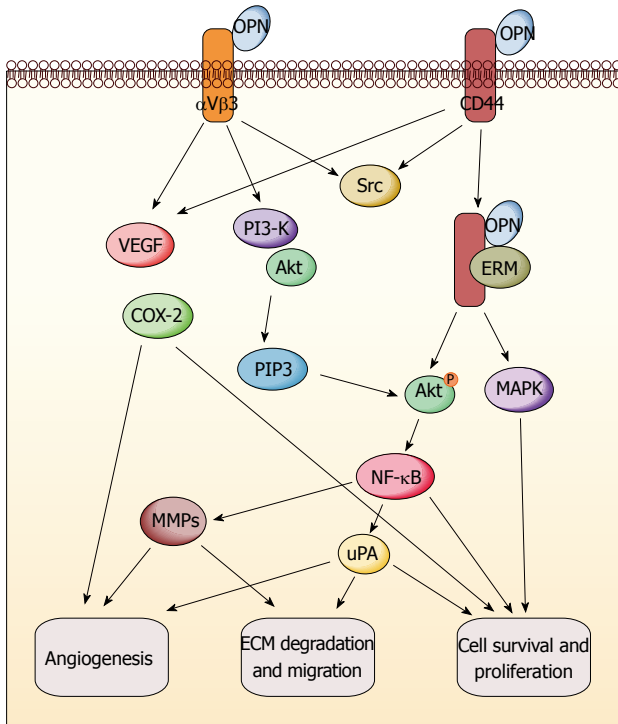 OPN
OPN
αVβ3
CD44
Src
VEGF
PI3-K
OPN
Akt
ERM
COX-2
PIP3
Akt
P
MAPK
NF-κB
MMPs
uPA
Angiogenesis
ECM degradation
and migration
Cell survival and
proliferation